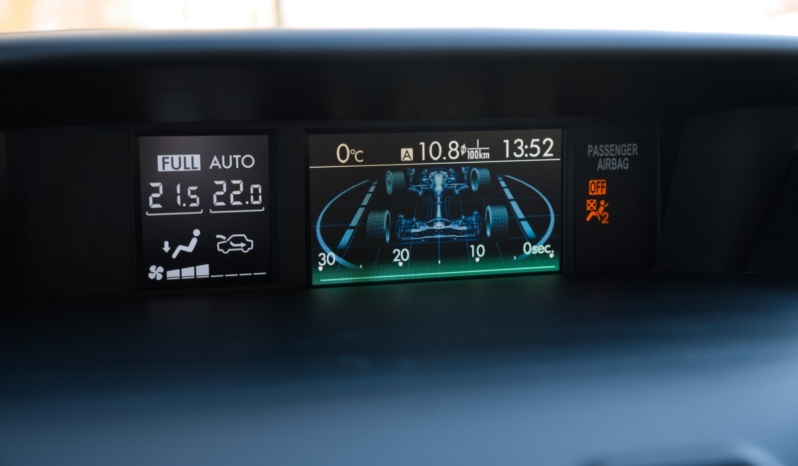 FULL AUTO
21.5 22.0
0°C A 10.8 ø l/100km 13:52
30 20 10 0sec.
PASSENGER
AIRBAG
OFF
2